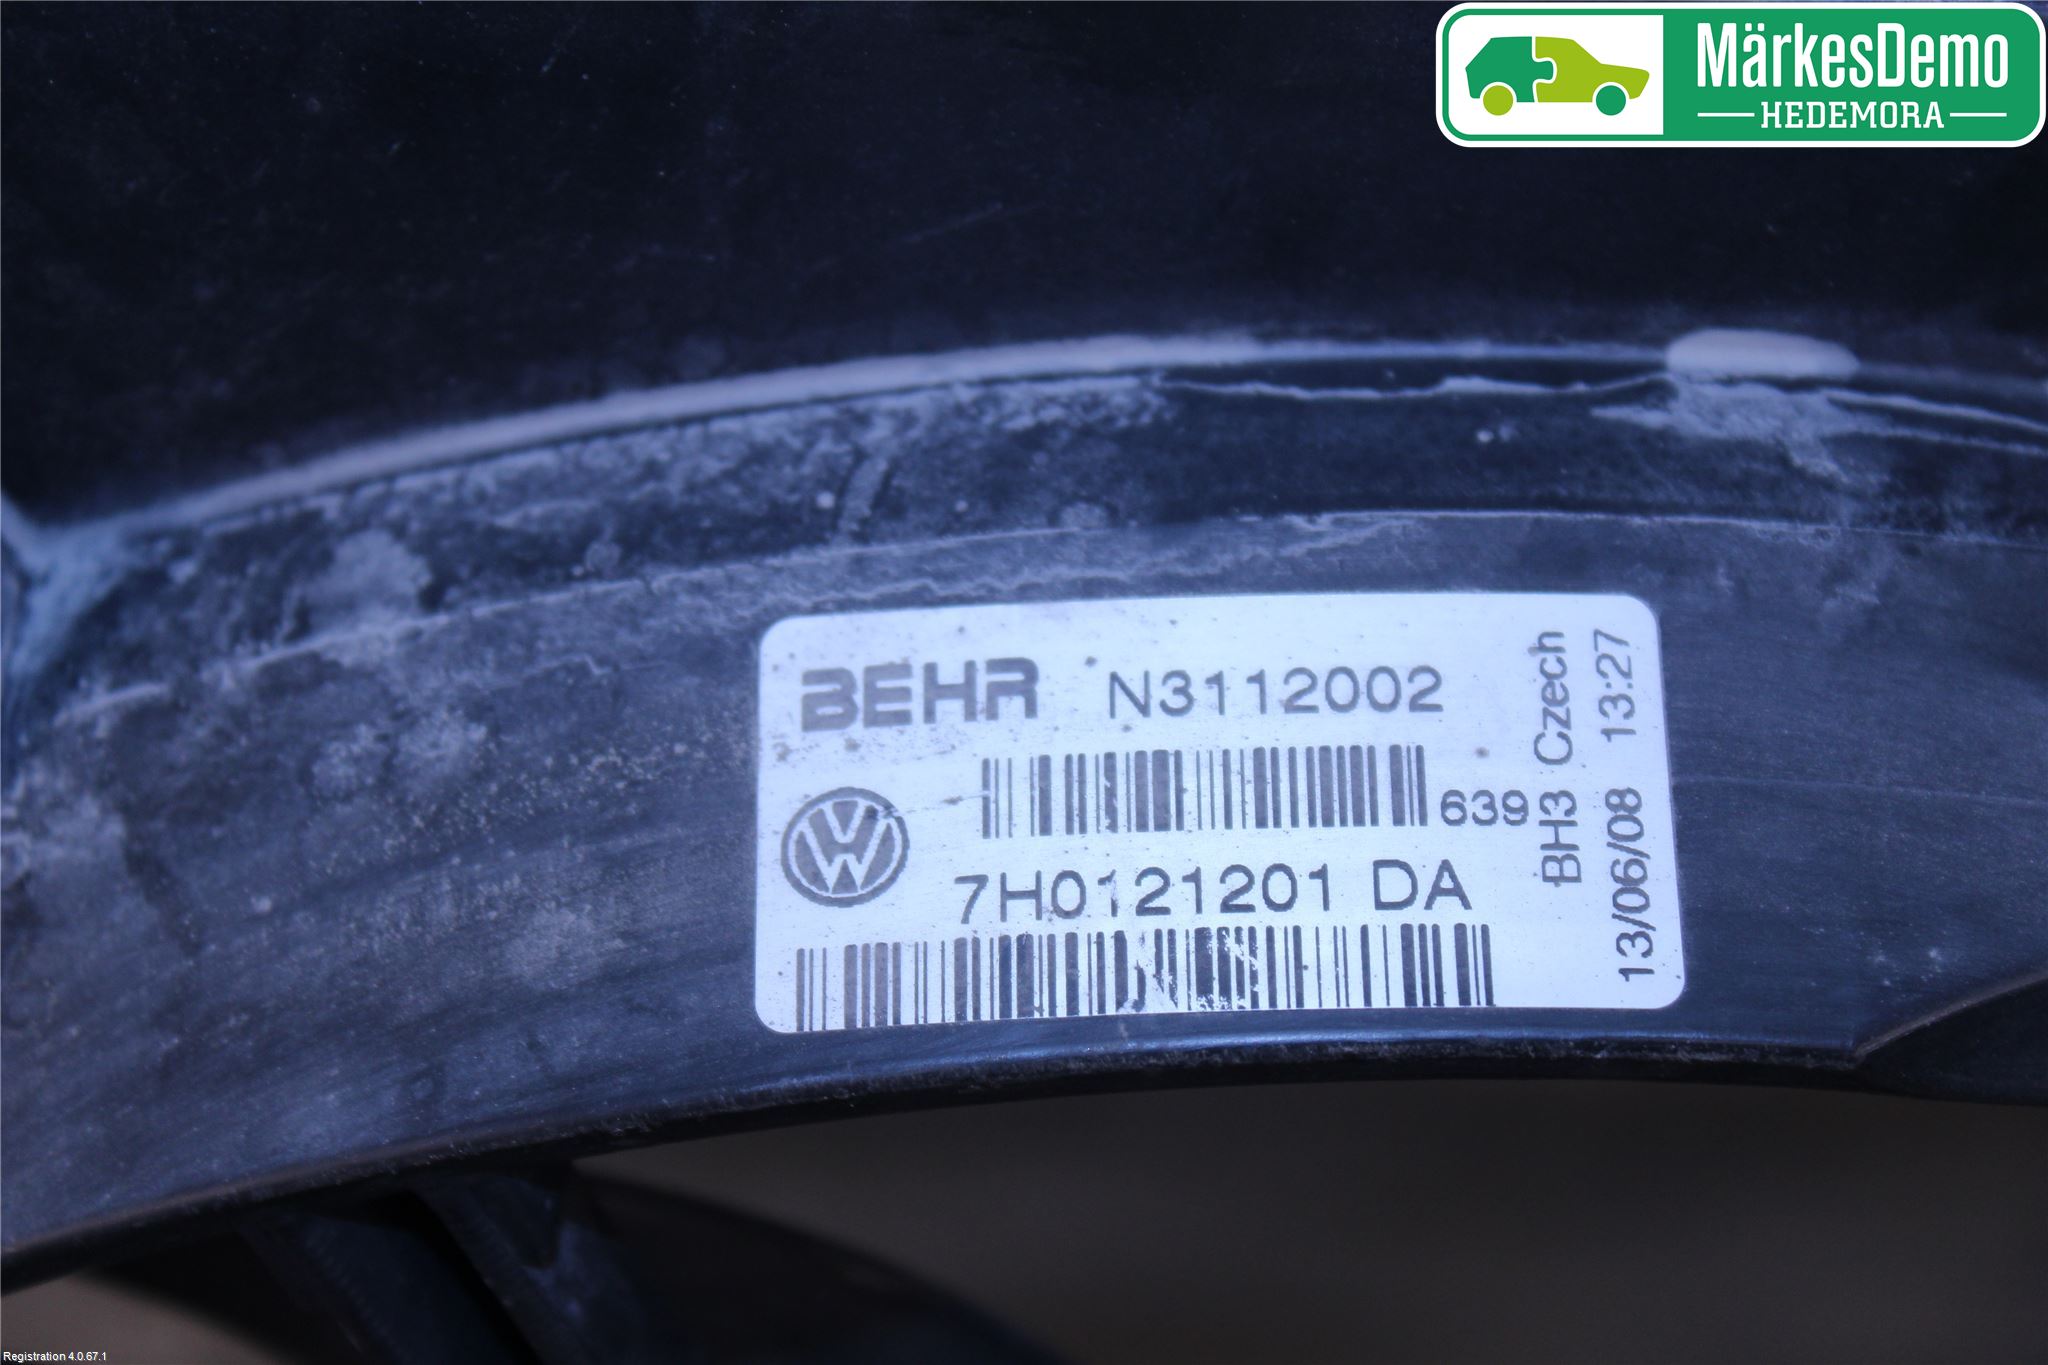 MärkesDemo
HEDEMORA
BEHR N3112002
639
7H0121201 DA
BH3 Czech
13/06/08 13:27
Registration 4.0.67.1